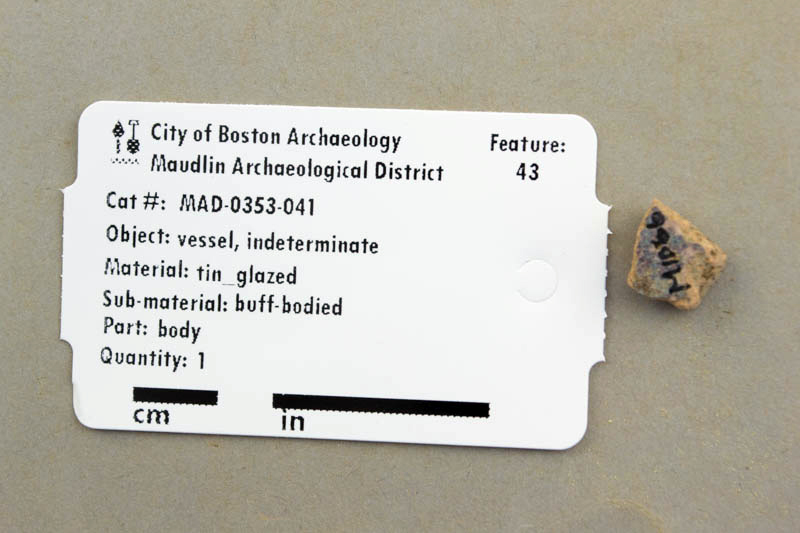 City of Boston Archaeology
Maudlin Archaeological District
Feature:
43
Cat #: MAD-0353-041
Object: vessel, indeterminate
Material: tin_glazed
Sub-material: buff-bodied
Part: body
Quantity: 1
cm
in